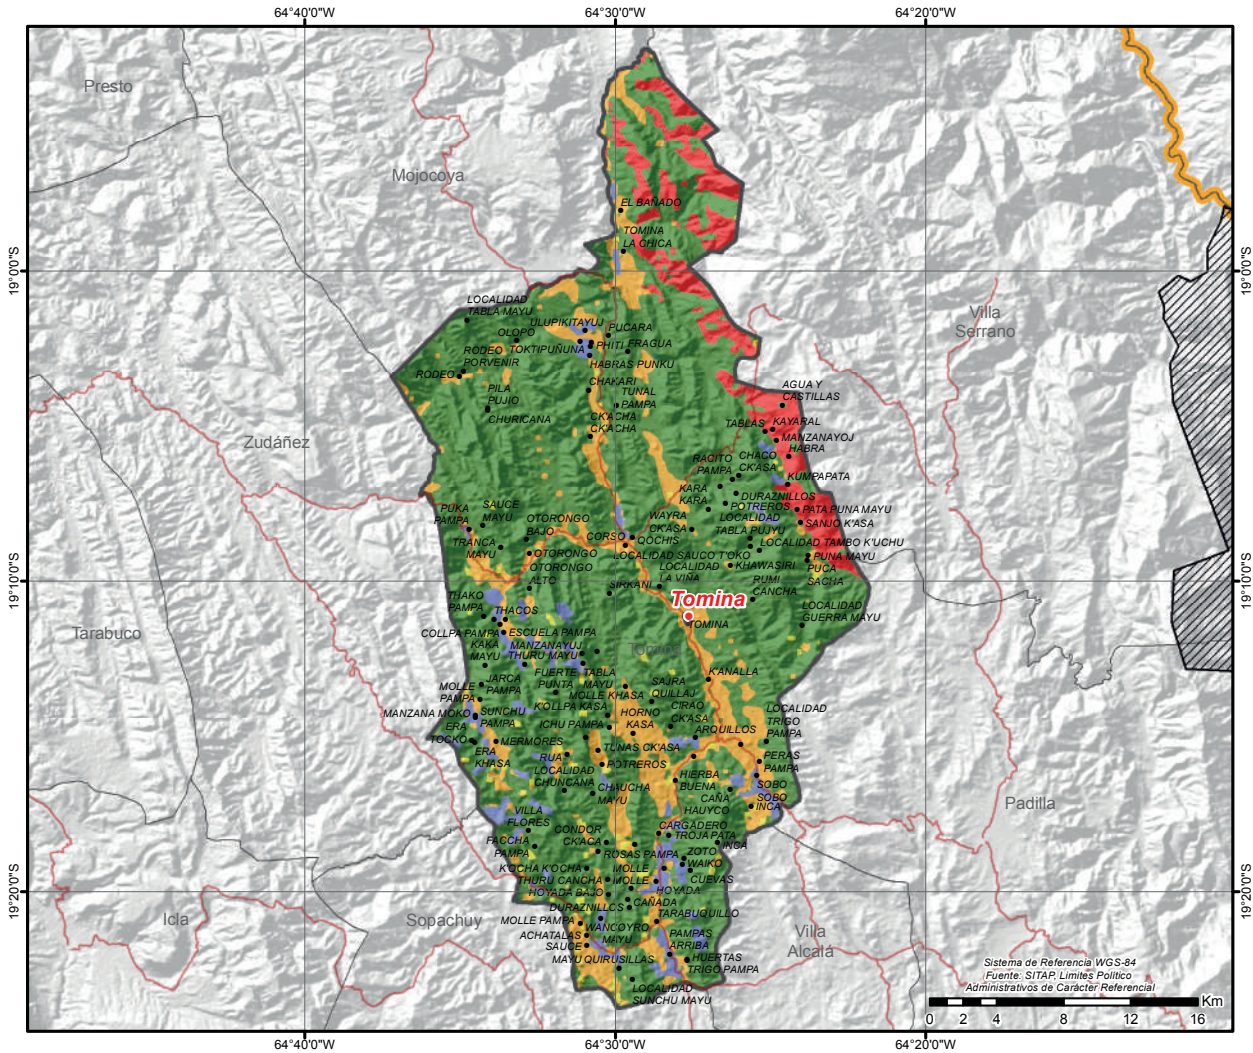 64°40'0"W
64°30'0"W
64°20'0"W
Presto
Mojocoya
EL BAÑADO
TOMINA
LA CHICA
19°0'0"S
19°0'0"S
LOCALIDAD
TABLA MAYU
Villa
Serrano
ULUPIKITAYUJ
OLOPO
PUCARA
TOKTIPUÑUNA
PHITI
FRAGUA
RODEO
PORVENIR
HABRAS PUNKU
RODEO
CHAKARI
AGUA Y
CASTILLAS
PILA
PUJIO
TUNAL
PAMPA
CHURICANA
CK'ACHA
CK'ACHA
TABLAS
KAYARAL
Zudáñez
MANZANAYOJ
HABRA
RACITO
PAMPA
CHACO
CK'ASA
KUMPAPATA
KARA
KARA
DURAZNILLOS
POTREROS
PUKA
PAMPA
SAUCE
MAYU
WAYRA
CK'ASA
LOCALIDAD
TABLA PUJYU
PATA PUNA MAYU
SANJO K'ASA
OTORONGO
BAJO
CORSO
QOCHIS
TRANCA
MAYU
LOCALIDAD TAMBO K'UCHU
OTORONGO
LOCALIDAD SAUCO T'OKO
PUNA MAYU
OTORONGO
ALTO
LOCALIDAD
LA VIÑA
KHAWASIRI
PUCA
SACHA
19°10'0"S
19°10'0"S
SIRKANI
RUMI
CANCHA
THAKO
PAMPA
Tomina
THACOS
LOCALIDAD
GUERRA MAYU
TOMINA
Tarabuco
COLLPA PAMPA
ESCUELA PAMPA
KAKA
MAYU
MANZANAYUJ
THURU MAYU
Tomina
FUERTE
PUNTA
TABLA
MAYU
K'ANALLA
JARCA
PAMPA
SAJRA
QUILLAJ
MOLLE
PAMPA
MOLLE KHASA
K'OLLPA KASA
CIRAO
CK'ASA
LOCALIDAD
TRIGO
PAMPA
MANZANA MOKO
SUNCHU
PAMPA
HORNO
KASA
ICHU PAMPA
ERA
ARQUILLOS
TOCKO
MERMORES
TUNAS CK'ASA
ERA
KHASA
RUA
PERAS
PAMPA
POTREROS
LOCALIDAD
CHUNCANA
HIERBA
BUENA
SOBO
SOBO
CHAUCHA
MAYU
CAÑA
HAUYCO
INCA
Padilla
VILLA
FLORES
CARGADERO
CONDOR
CK'ACA
TROJA PATA
FACCHA
PAMPA
INCA
ROSAS PAMPA
ZOTO
WAIKO
K'OCHA K'OCHA
MOLLE
MOLLE
CUEVAS
THURU CANCHA
19°20'0"S
19°20'0"S
HOYADA BAJO
HOYADA
CAÑADA
DURAZNILLOS
TARABUQUILLO
Icla
Sopachuy
MOLLE PAMPA
WANCOYRO
MAYU
PAMPAS
ARRIBA
Villa
Alcalá
ACHATALAS
SAUCE
MAYU
QUIRUSILLAS
HUERTAS
TRIGO PAMPA
LOCALIDAD
SUNCHU MAYU
Sistema de Referencia WGS-84
Fuente: SITAP, Limites Político
Administrativos de Carácter Referencial
Km
0 2 4 8 12 16
64°40'0"W
64°30'0"W
64°20'0"W